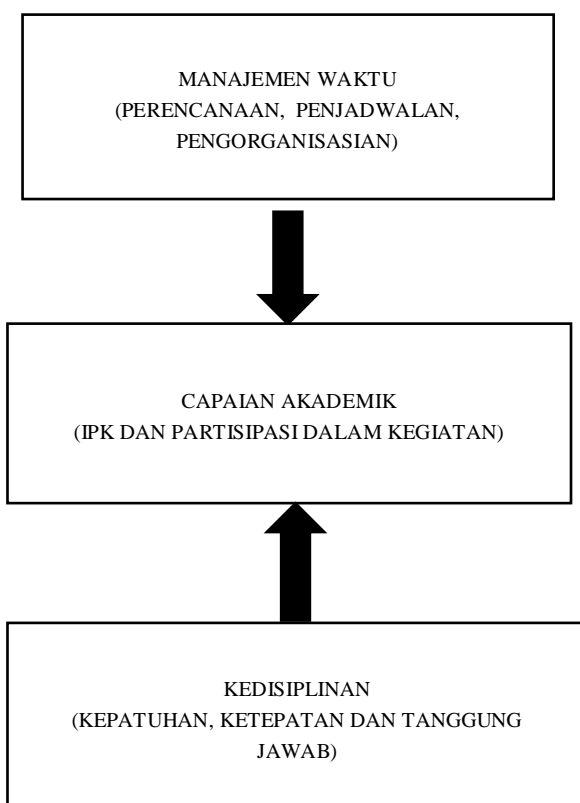 MANAJEMEN WAKTU
(PERENCANAAN, PENJADWALAN,
PENGORGANISASIAN)
CAPAIAN AKADEMIK
(IPK DAN PARTISIPASI DALAM KEGIATAN)
KEDISIPLINAN
(KEPATUHAN, KETEPATAN DAN TANGGUNG
JAWAB)